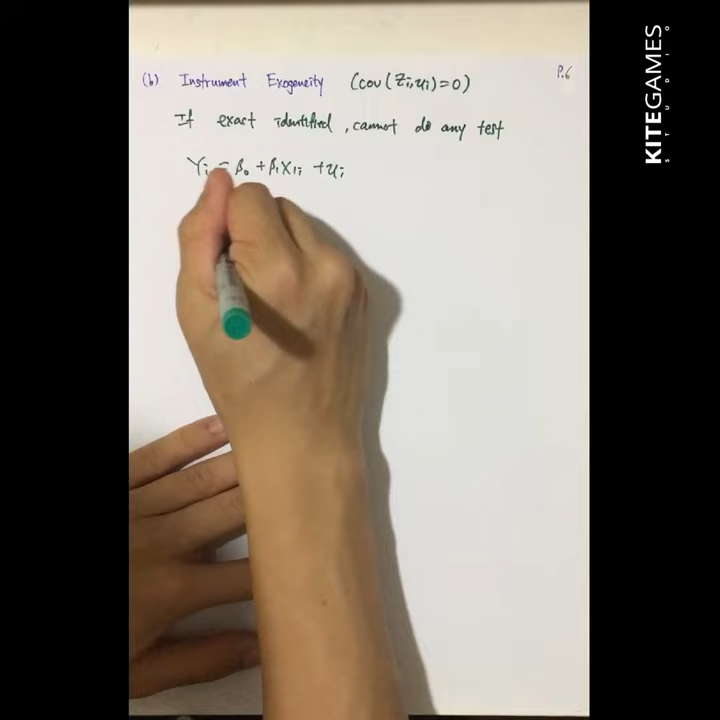 (b) Instrument Exogeneity (cov(Zi,ui)=0) P.6
If exact identified, cannot do any test
Yi = β0 + β1X1i + ui
KITEGAMES
STUDIO